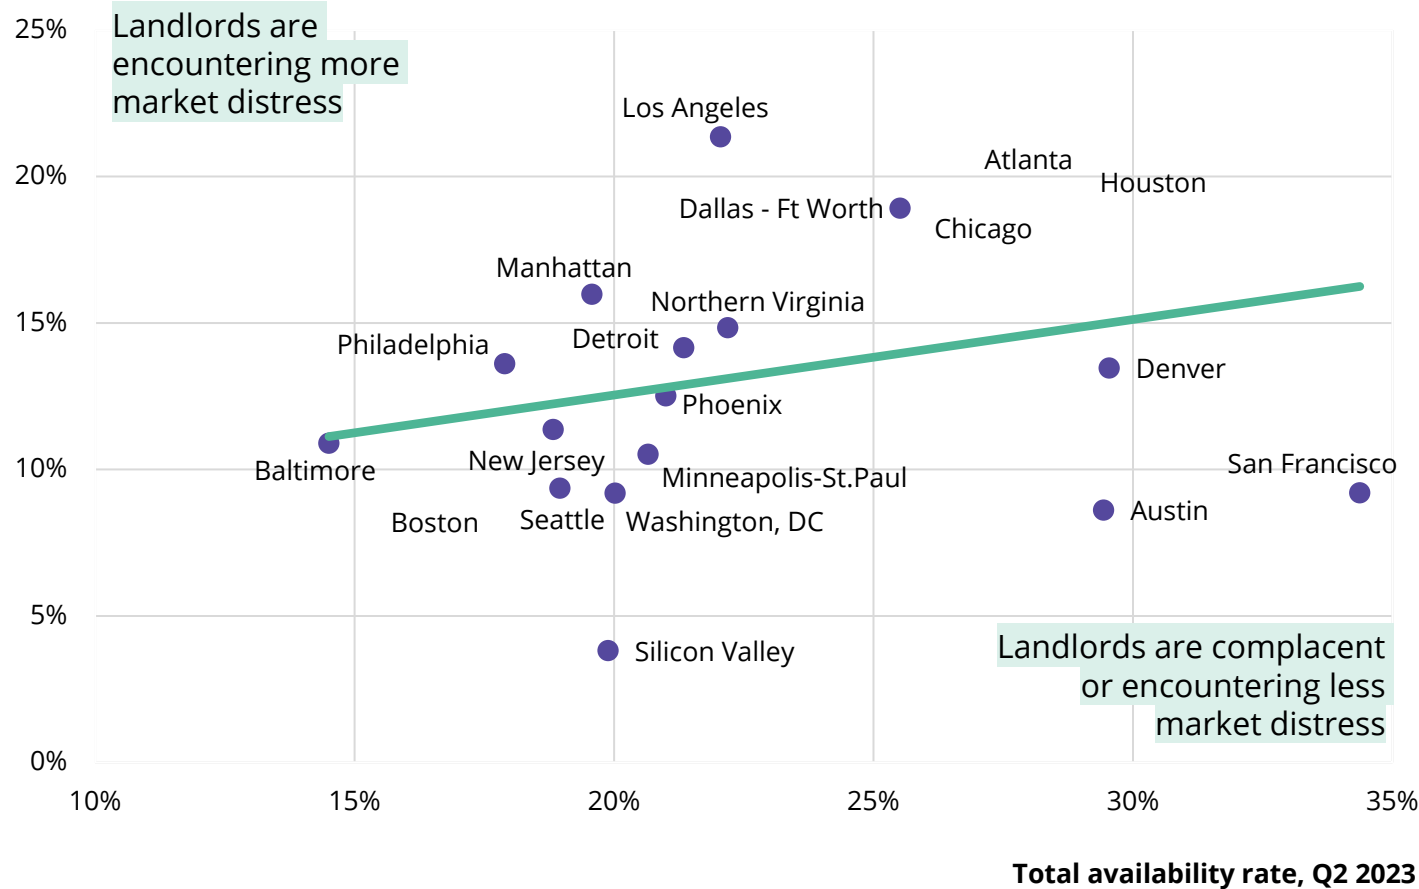 25%
Landlords are
encountering more
market distress
Los Angeles
Atlanta
20%
Houston
Dallas - Ft Worth
Chicago
Manhattan
Northern Virginia
15%
Detroit
Philadelphia
Denver
Phoenix
New Jersey
San Francisco
10%
Baltimore
Minneapolis-St.Paul
Austin
Boston
Seattle
Washington, DC
5%
Silicon Valley
Landlords are complacent
or encountering less
market distress
0%
10%
15%
20%
25%
30%
35%
Total availability rate, Q2 2023